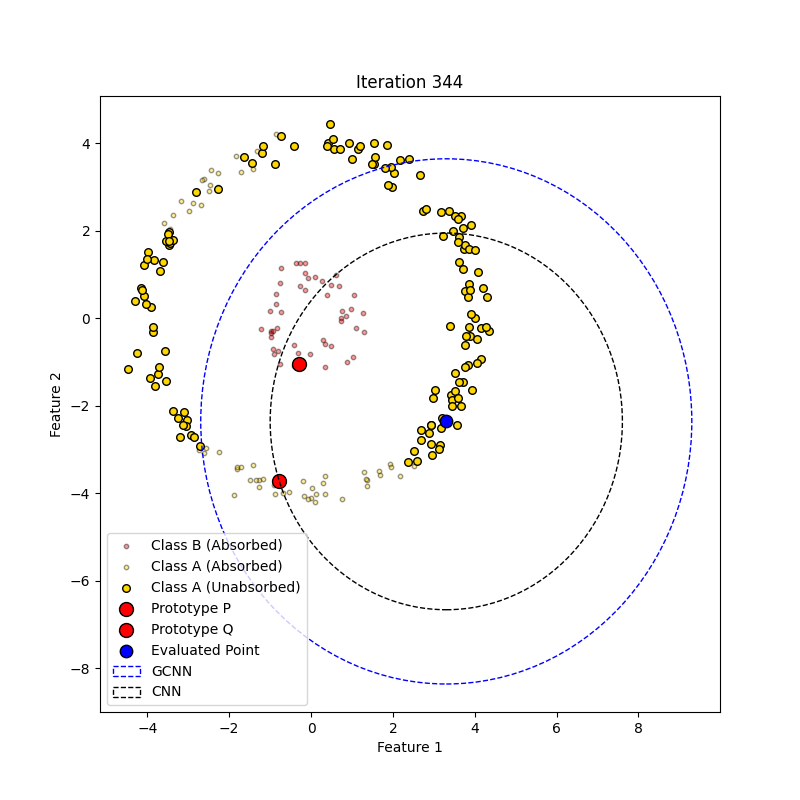 Iteration 344
4
2
0
−2
−4
−6
−8
Feature 2
Class B (Absorbed)
Class A (Absorbed)
Class A (Unabsorbed)
Prototype P
Prototype Q
Evaluated Point
GCNN
CNN
−4 −2 0 2 4 6 8
Feature 1